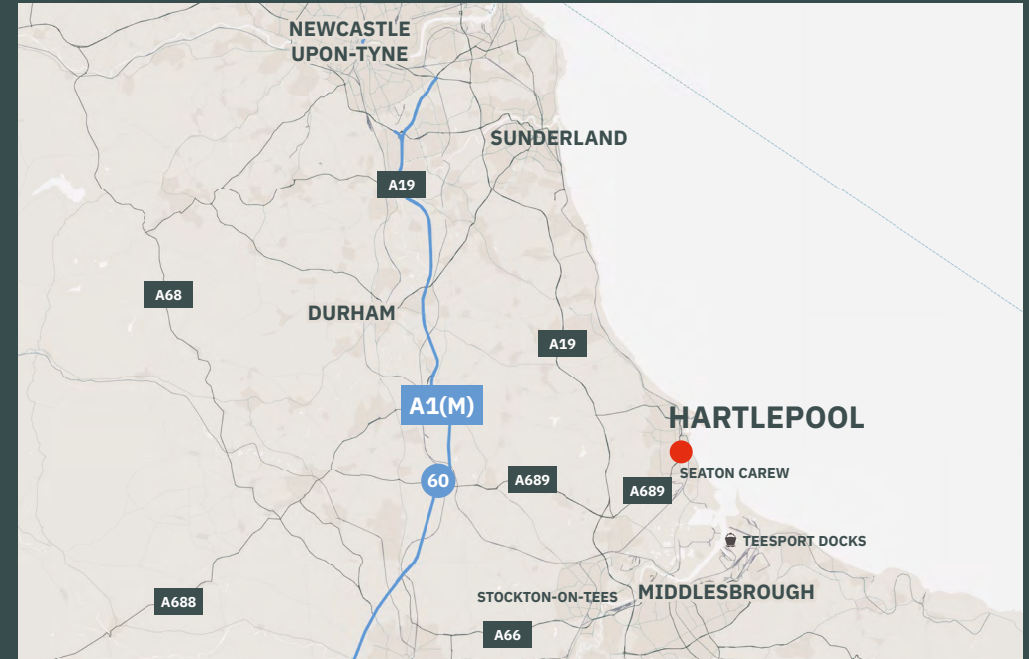 NEWCASTLE
UPON-TYNE
SUNDERLAND
A19
A68
DURHAM
A19
A1(M)
HARTLEPOOL
SEATON CAREW
60
A689
A689
TEESPORT DOCKS
MIDDLESBROUGH
STOCKTON-ON-TEES
A688
A66